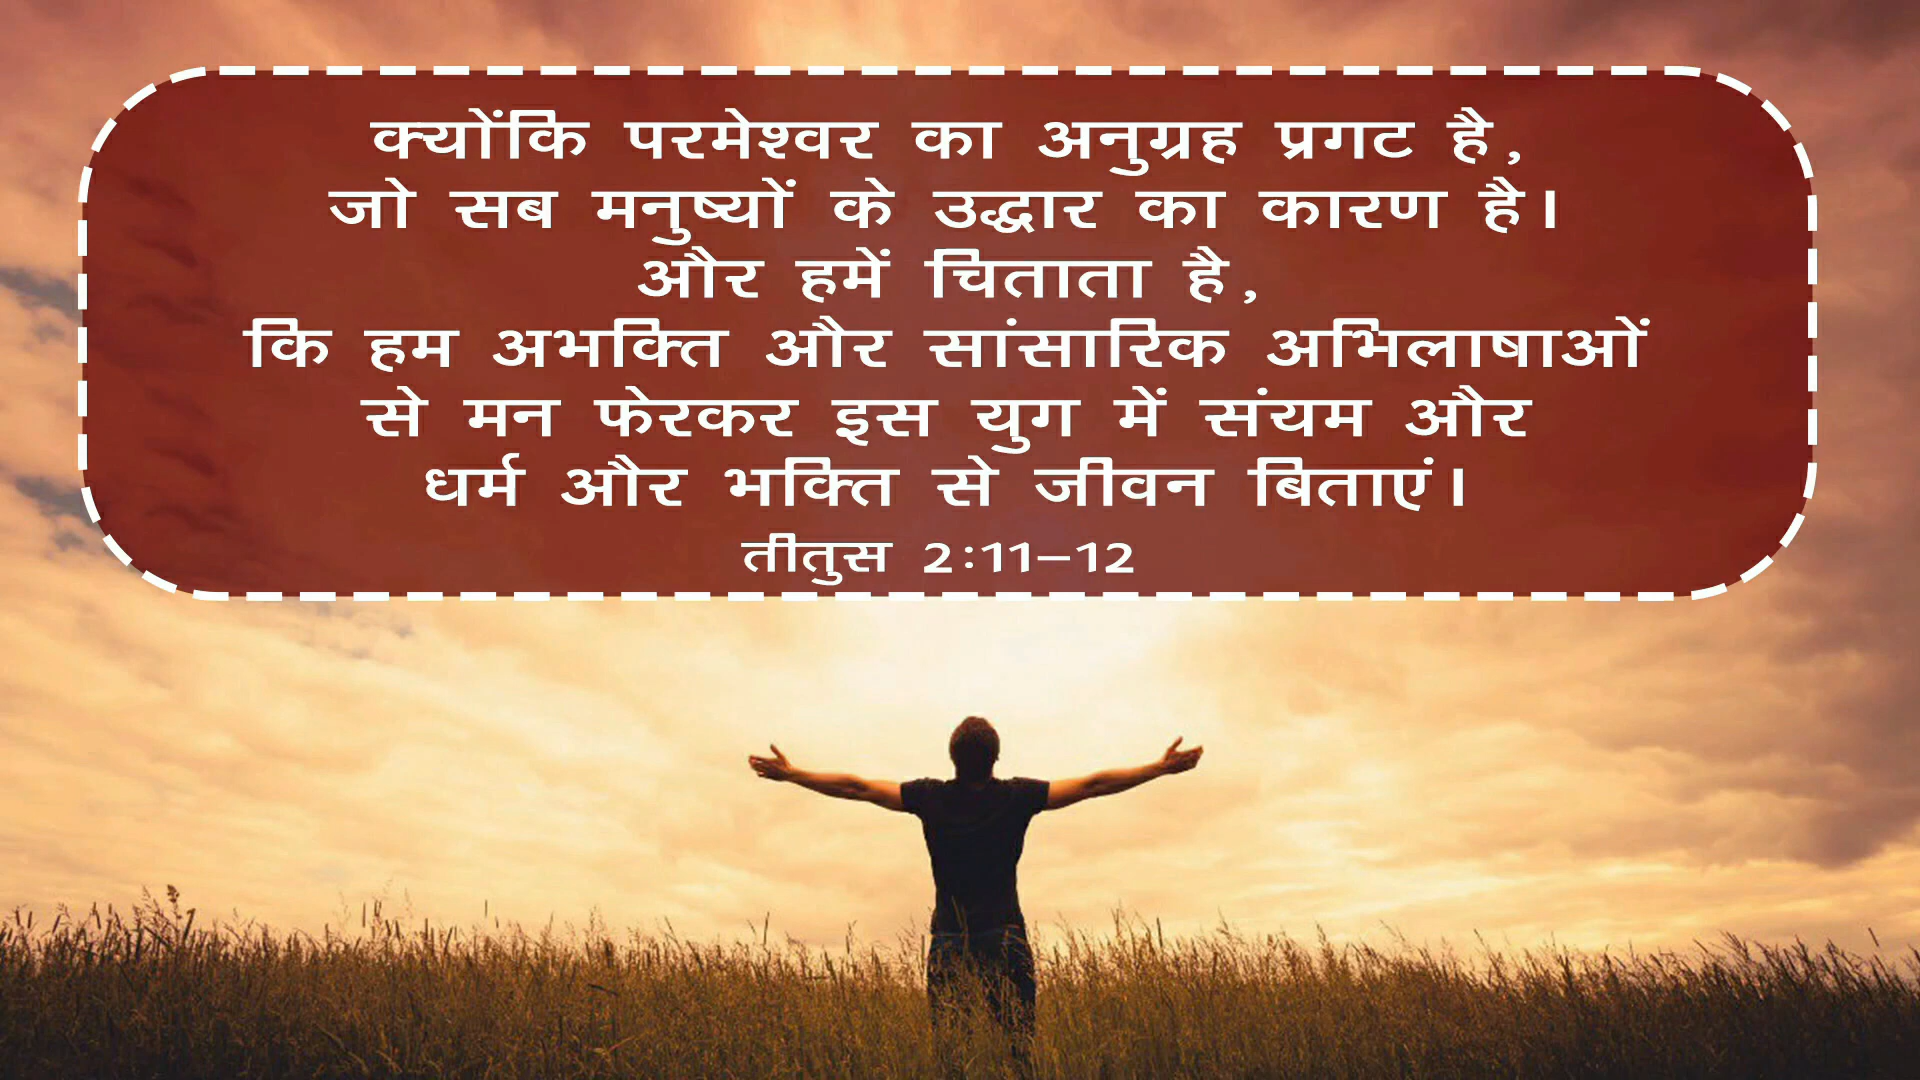 क्योंकि परमेश्वर का अनुग्रह प्रगट है,
जो सब मनुष्यों के उद्धार का कारण है।
और हमें चिताता है,
कि हम अभक्ति और सांसारिक अभिलाषाओं
से मन फेरकर इस युग में संयम और
धर्म और भक्ति से जीवन बिताएं।
तीतुस 2:11–12